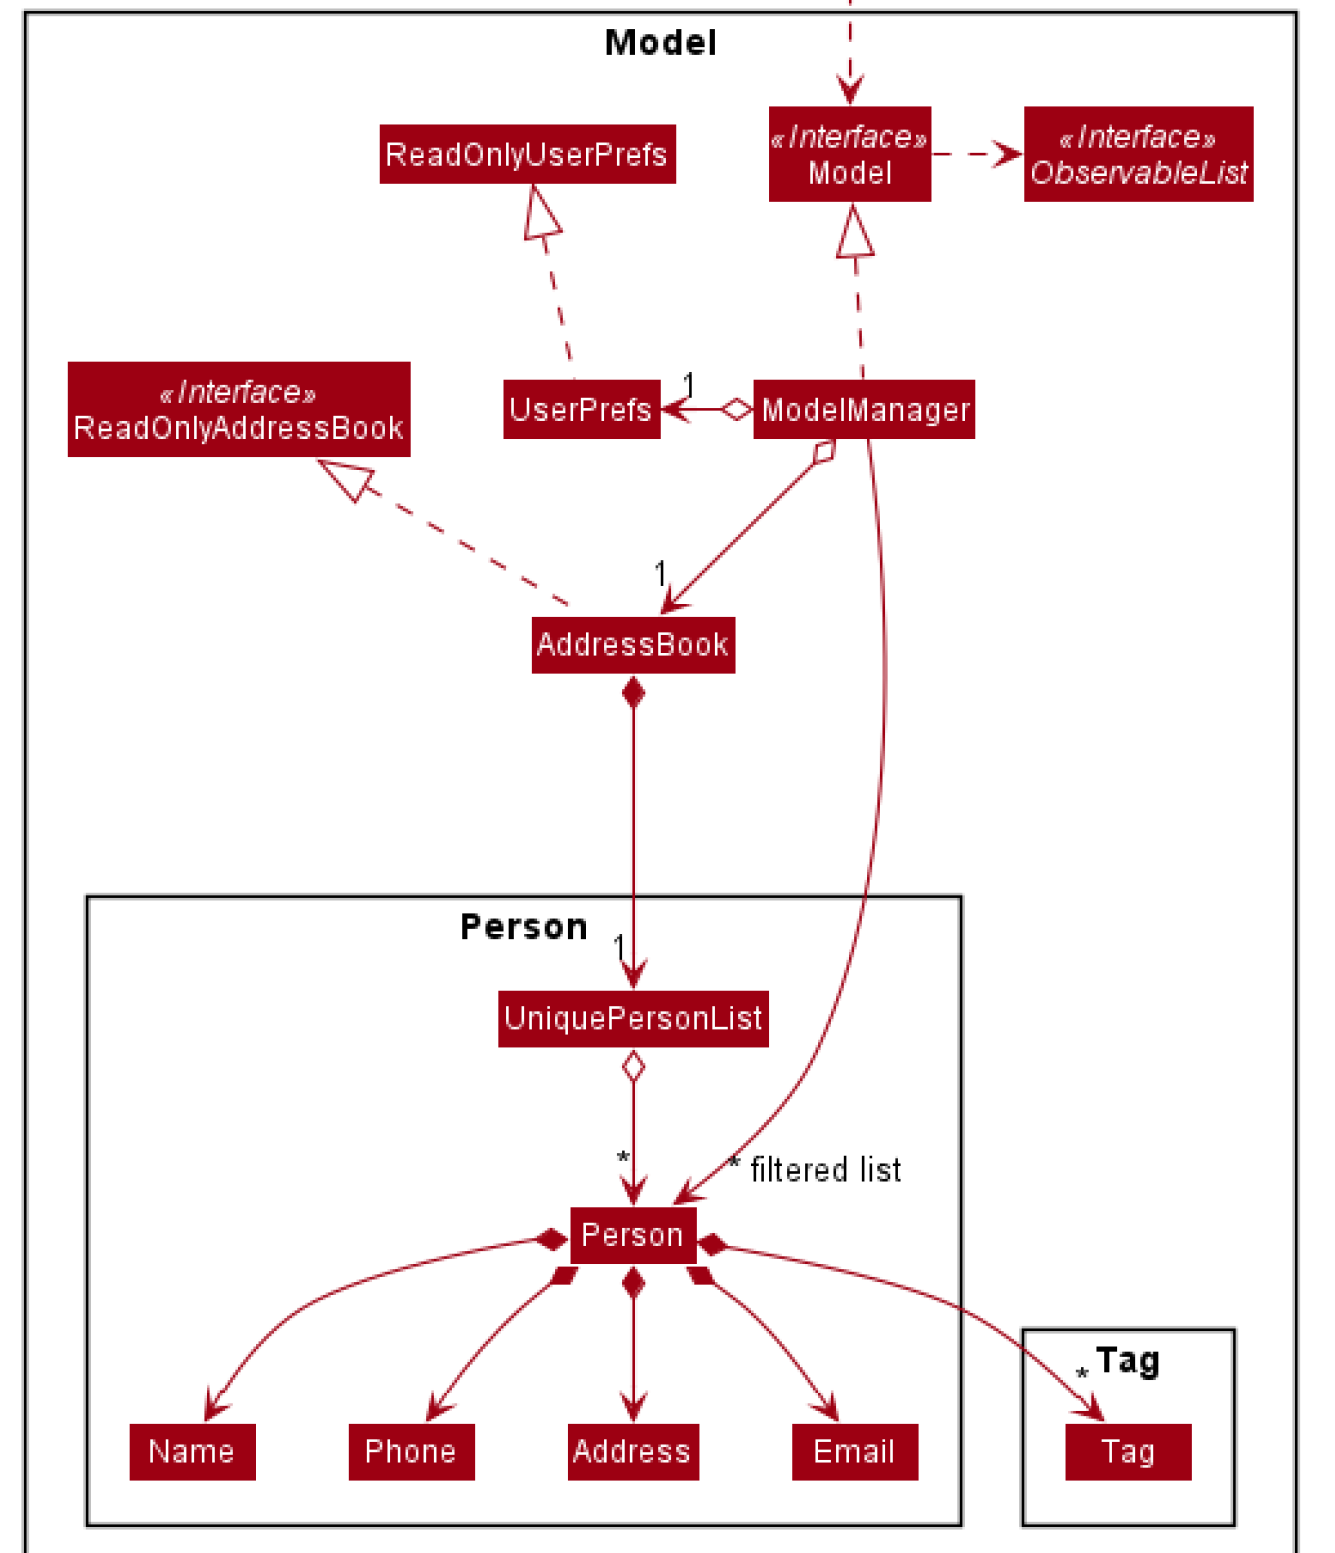 Model
«Interface»
Model
«Interface»
ObservableList
ReadOnlyUserPrefs
«Interface»
ReadOnlyAddressBook
UserPrefs
1
ModelManager
1
AddressBook
Person
1
UniquePersonList
*
* filtered list
Person
Tag
*
Name
Phone
Address
Email
Tag